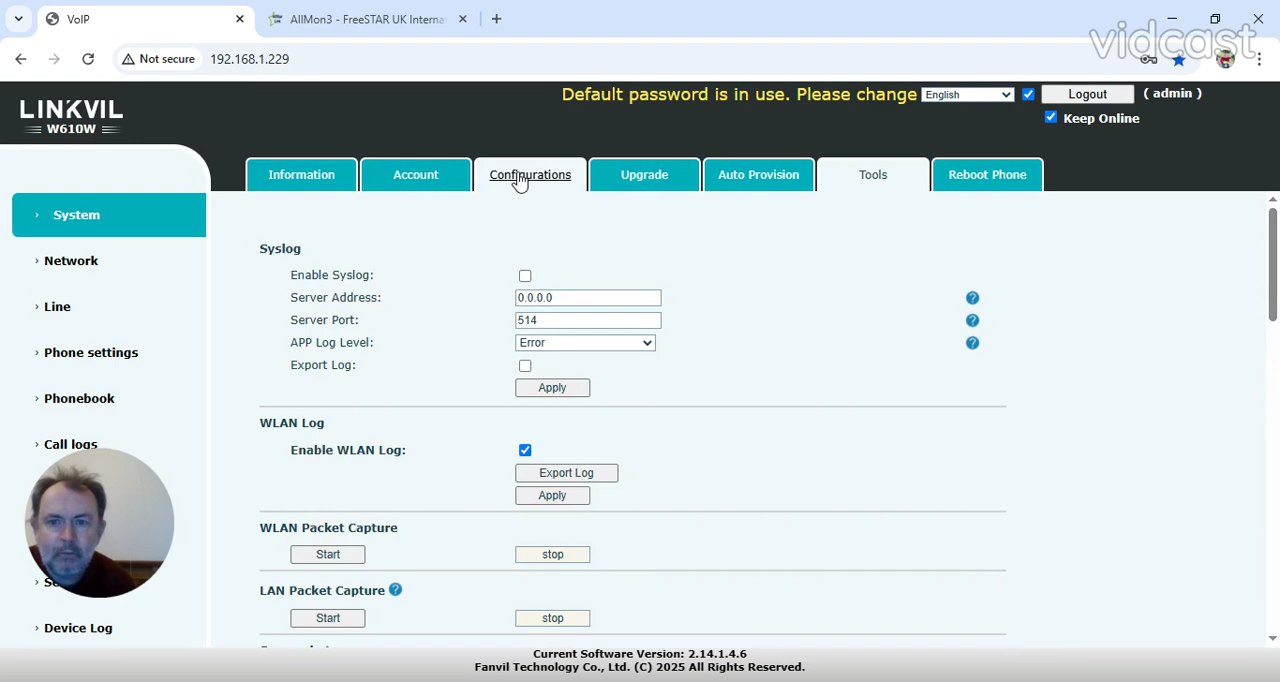 VoIP
AllMon3 - FreeSTAR UK Interna
Not secure
192.168.1.229
vidcast
LINKVIL
W610W
Default password is in use. Please change
English
Logout
( admin )
Keep Online
Information
Account
Configurations
Upgrade
Auto Provision
Tools
Reboot Phone
› System
› Network
› Line
› Phone settings
› Phonebook
› Call logs
› Device Log
Syslog
Enable Syslog:
Server Address:
0.0.0.0
Server Port:
514
APP Log Level:
Error
Export Log:
Apply
WLAN Log
Enable WLAN Log:
Export Log
Apply
WLAN Packet Capture
Start
stop
LAN Packet Capture
Start
stop
Current Software Version: 2.14.1.4.6
Fanvil Technology Co., Ltd. (C) 2025 All Rights Reserved.